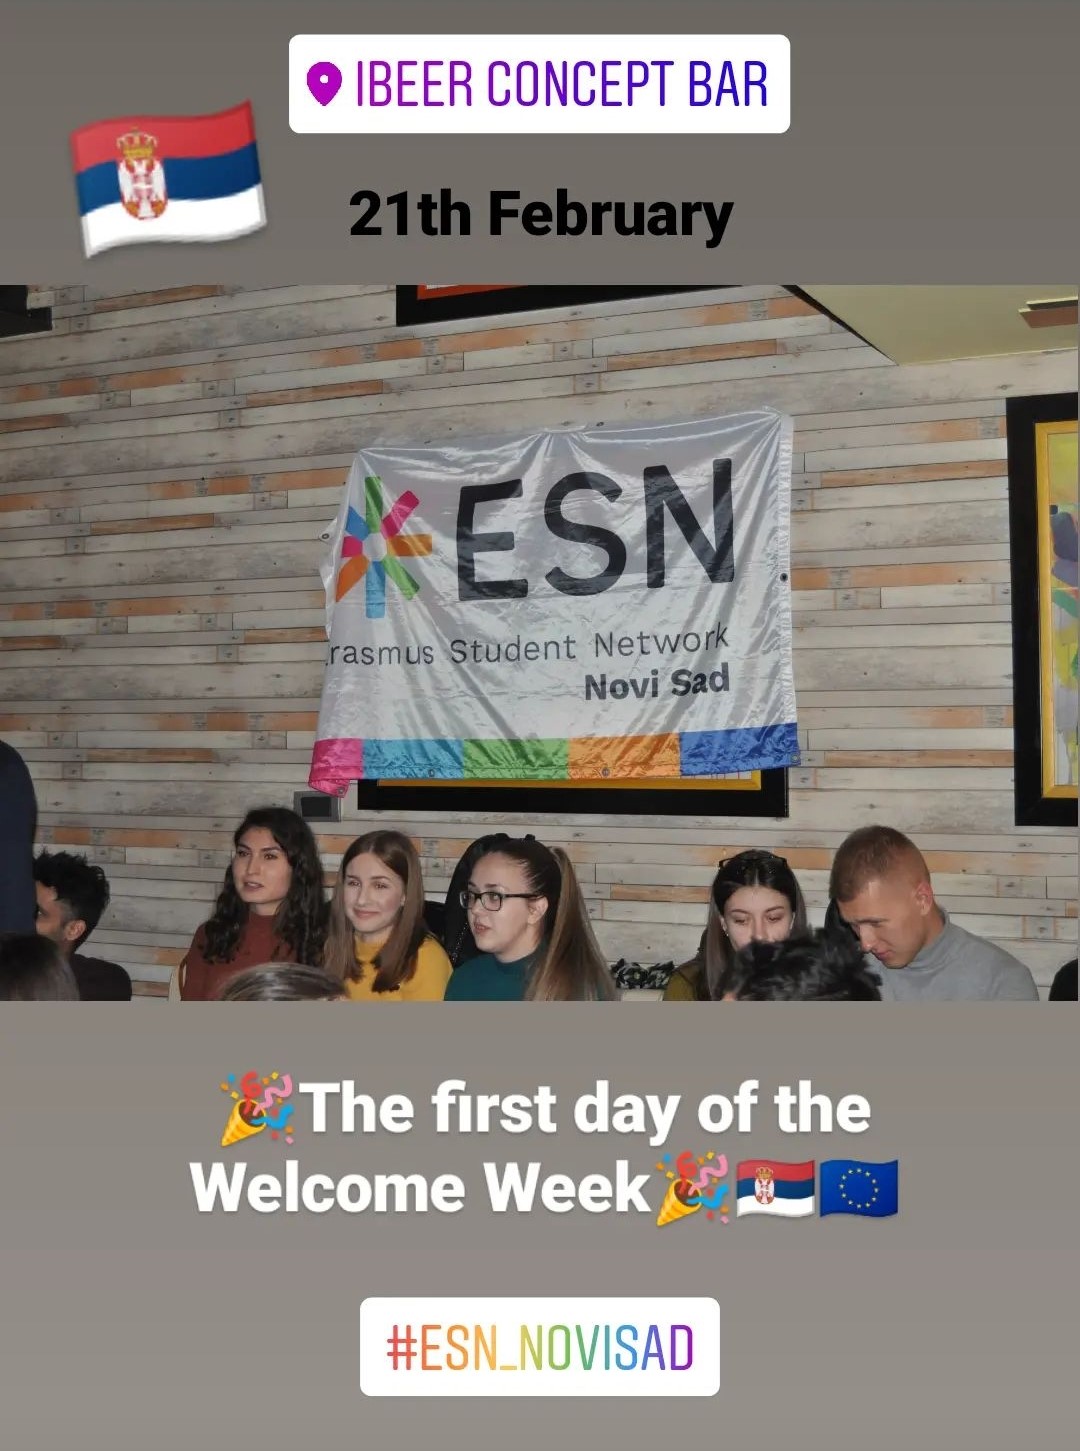 IBEER CONCEPT BAR
21th February
ESN
rasmus Student Network
Novi Sad
🎉The first day of the
Welcome Week🎉🇷🇸🇪🇺
#ESN_NOVISAD